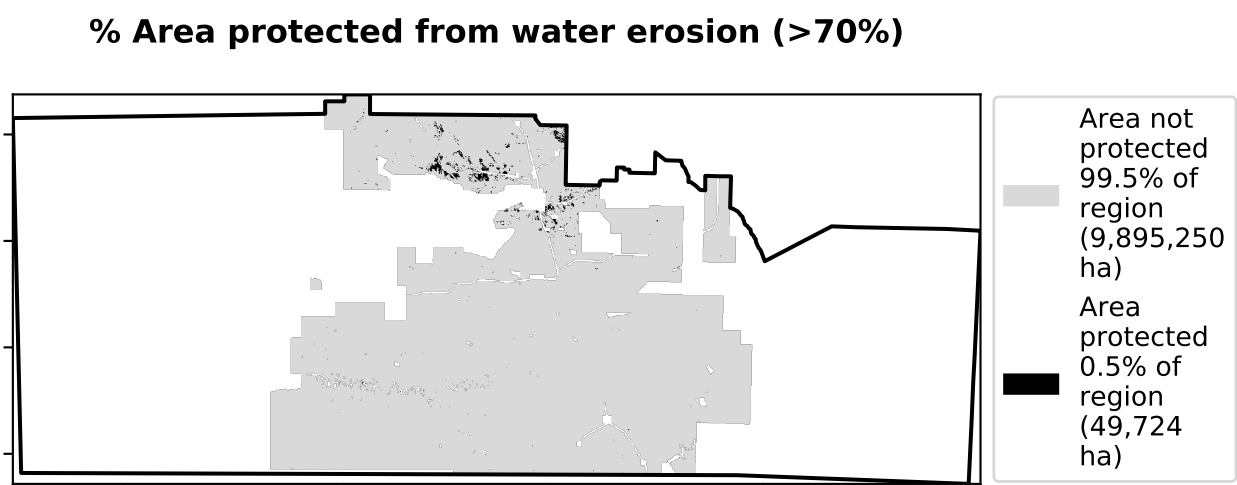 % Area protected from water erosion (>70%)
Area not
protected
99.5% of
region
(9,895,250
ha)
Area
protected
0.5% of
region
(49,724
ha)